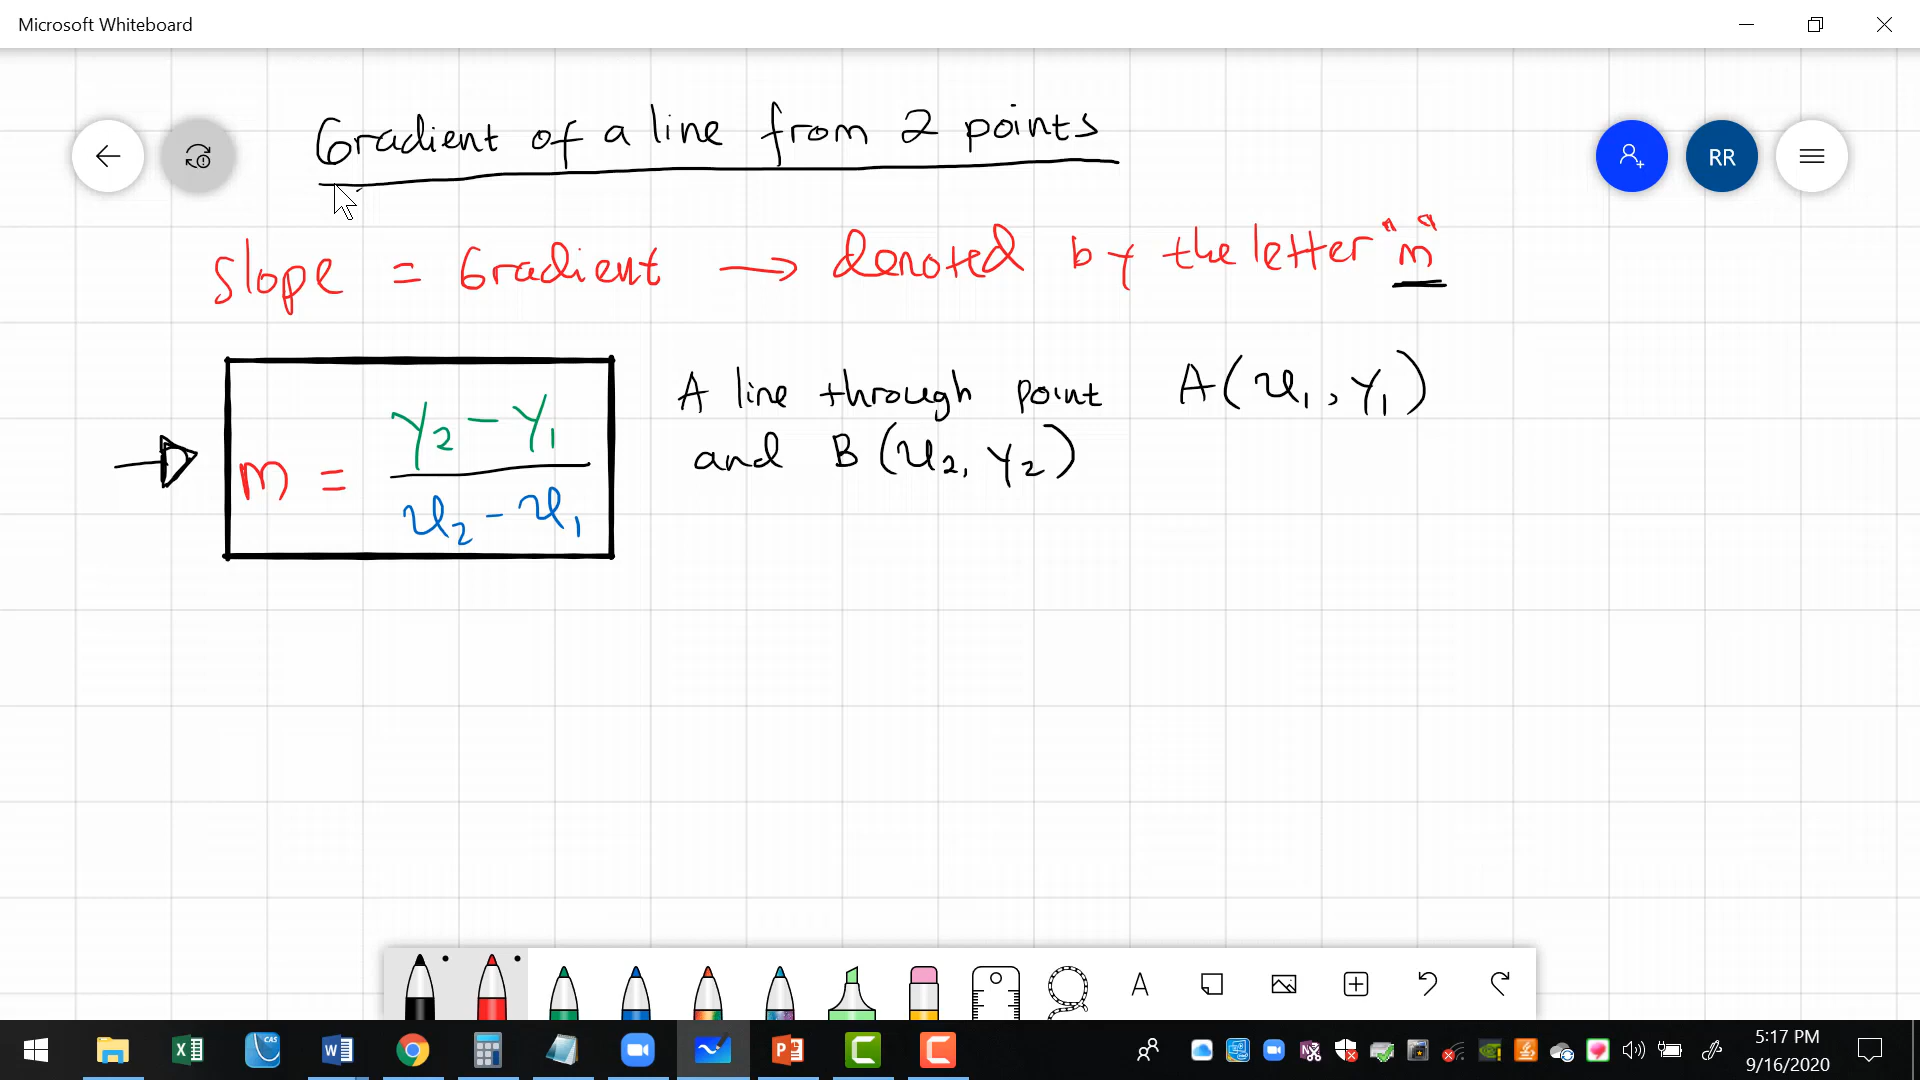 Microsoft Whiteboard
Gradient of a line from 2 points
RR
slope = Gradient → denoted by the letter "m"
A line through point A(x₁, y₁)
and B(x₂, y₂)
m = y₂ - y₁ / x₂ - x₁
A
5:17 PM
9/16/2020